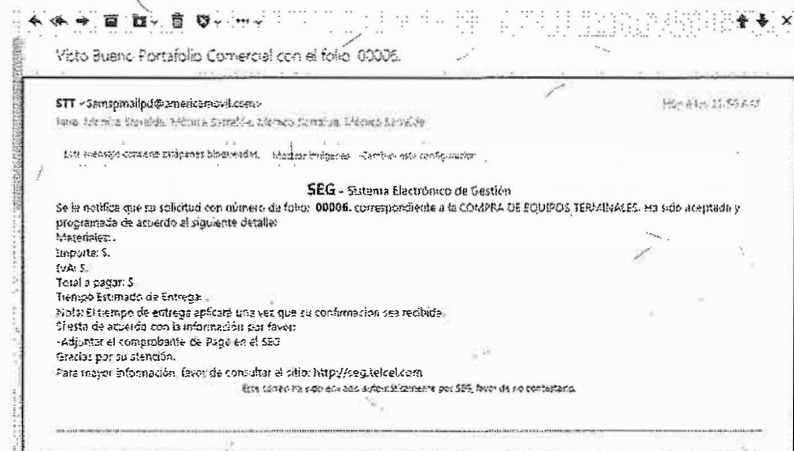 Visto Bueno Portafolio Comercial con el folio 00006.
STT <Samspmailpd@americamovil.com>
Este mensaje contiene imágenes bloqueadas. Mostrar imágenes Cambiar esta configuración
SEG - Sistema Electrónico de Gestión
Se le notifica que su solicitud con número de folio: 00006. correspondiente a la COMPRA DE EQUIPOS TERMINALES. Ha sido aceptada y
programada de acuerdo al siguiente detalle:
Materiales: .
Importe: $.
IVA: $.
Total a pagar: $
Tiempo Estimado de Entrega: .
Nota: El tiempo de entrega aplicará una vez que su confirmación sea recibida.
Si esta de acuerdo con la información por favor:
-Adjuntar el comprobante de Pago en el SEG
Gracias por su atención.
Para mayor información, favor de consultar el sitio: http://seg.telcel.com
Este correo ha sido enviado automáticamente por SEG, favor de no contestarlo.